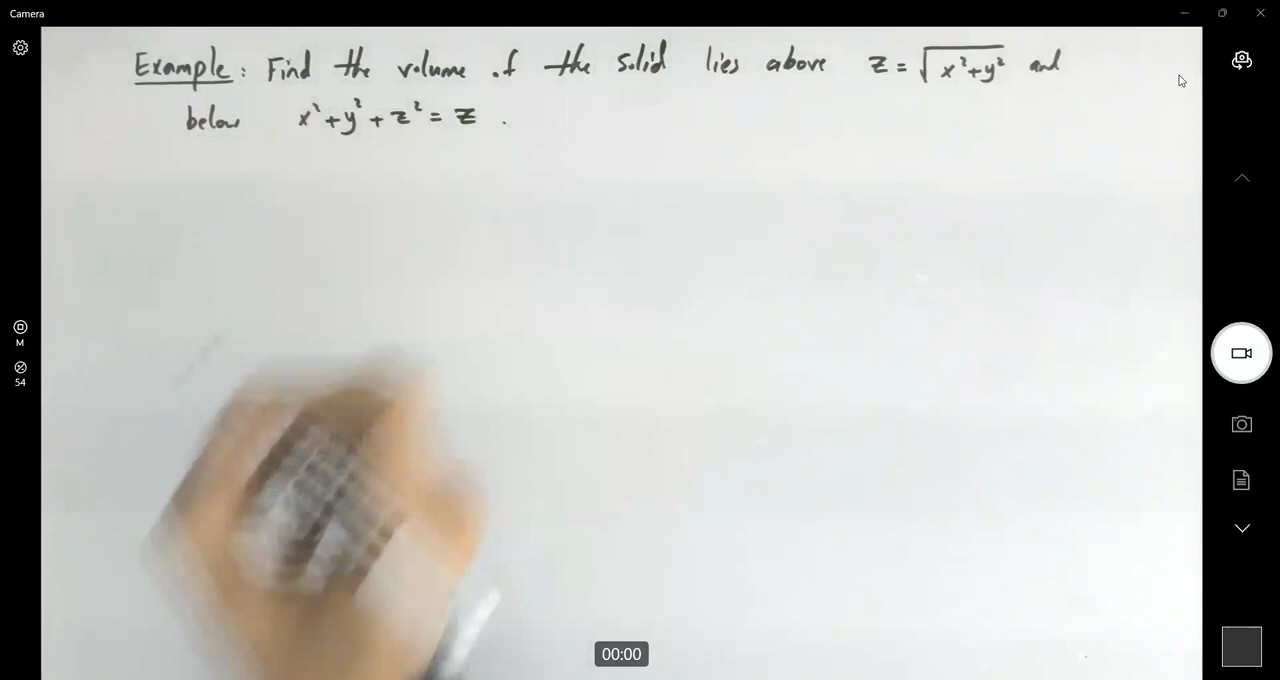 Camera
Example: Find the volume of the solid lies above z = √x²+y² and
below x²+y²+z² = z .
M
54
00:00